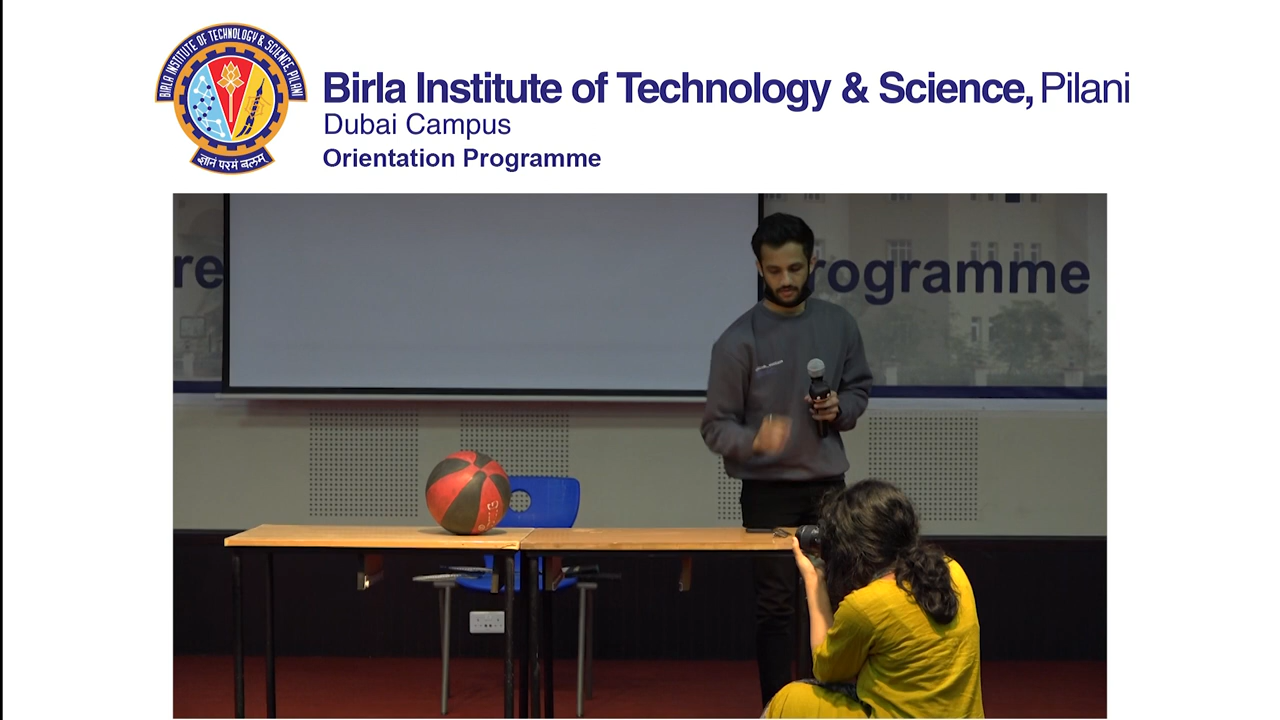 BIRLA INSTITUTE OF TECHNOLOGY & SCIENCE PILANI
ज्ञानं परमं बलम्
Birla Institute of Technology & Science, Pilani
Dubai Campus
Orientation Programme
re
rogramme